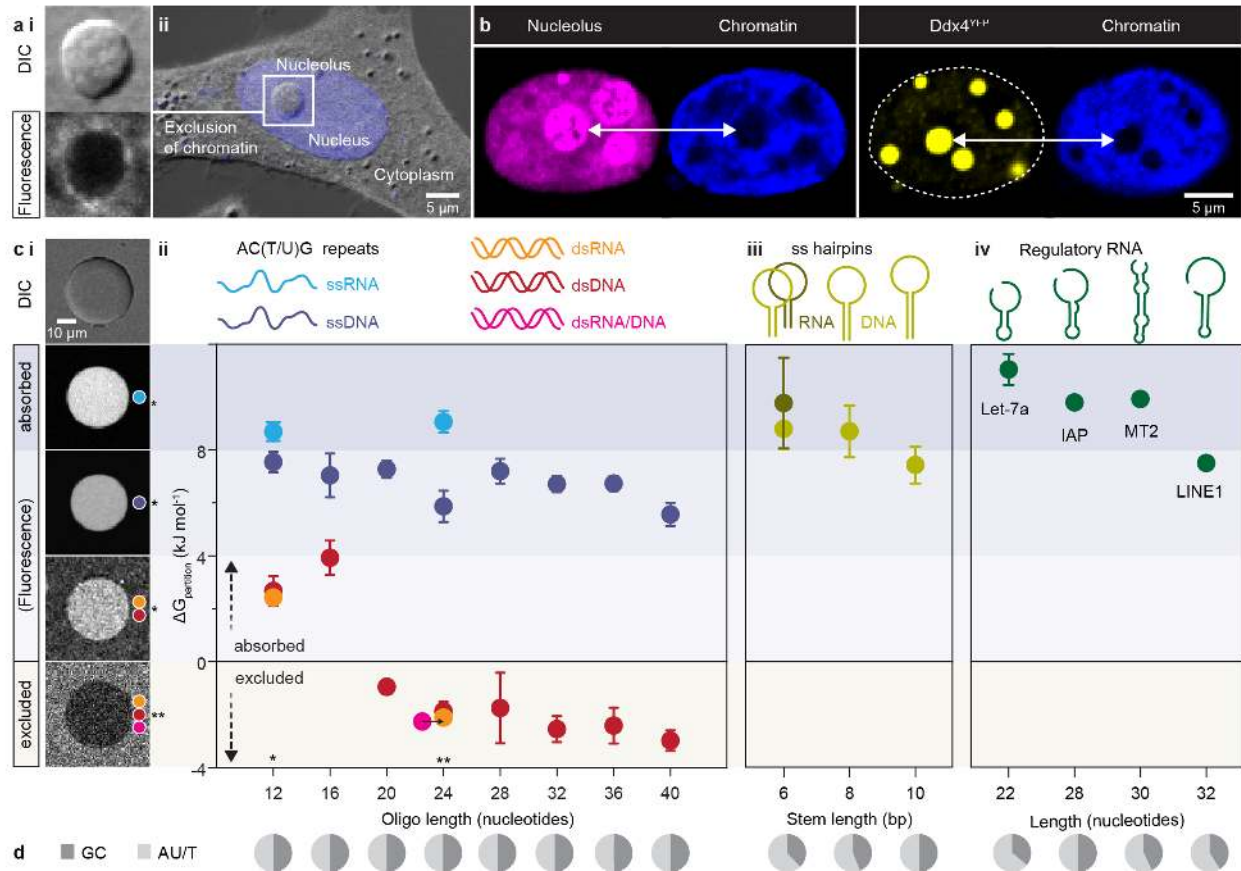 a i
ii
b
DIC
Fluorescence
Nucleolus
Exclusion
of chromatin
Nucleus
Cytoplasm
5 µm
Nucleolus
Chromatin
Ddx4YFP
Chromatin
5 µm
c i
ii
AC(T/U)G repeats
ssRNA
ssDNA
dsRNA
dsDNA
dsRNA/DNA
iii
ss hairpins
RNA
DNA
iv
Regulatory RNA
DIC
10 µm
absorbed
(Fluorescence)
excluded
*
*
*
**
ΔGpartition (kJ mol-1)
8
4
0
-4
absorbed
excluded
*
**
Let-7a
IAP
MT2
LINE1
12 16 20 24 28 32 36 40
Oligo length (nucleotides)
6 8 10
Stem length (bp)
22 28 30 32
Length (nucleotides)
d
GC
AU/T